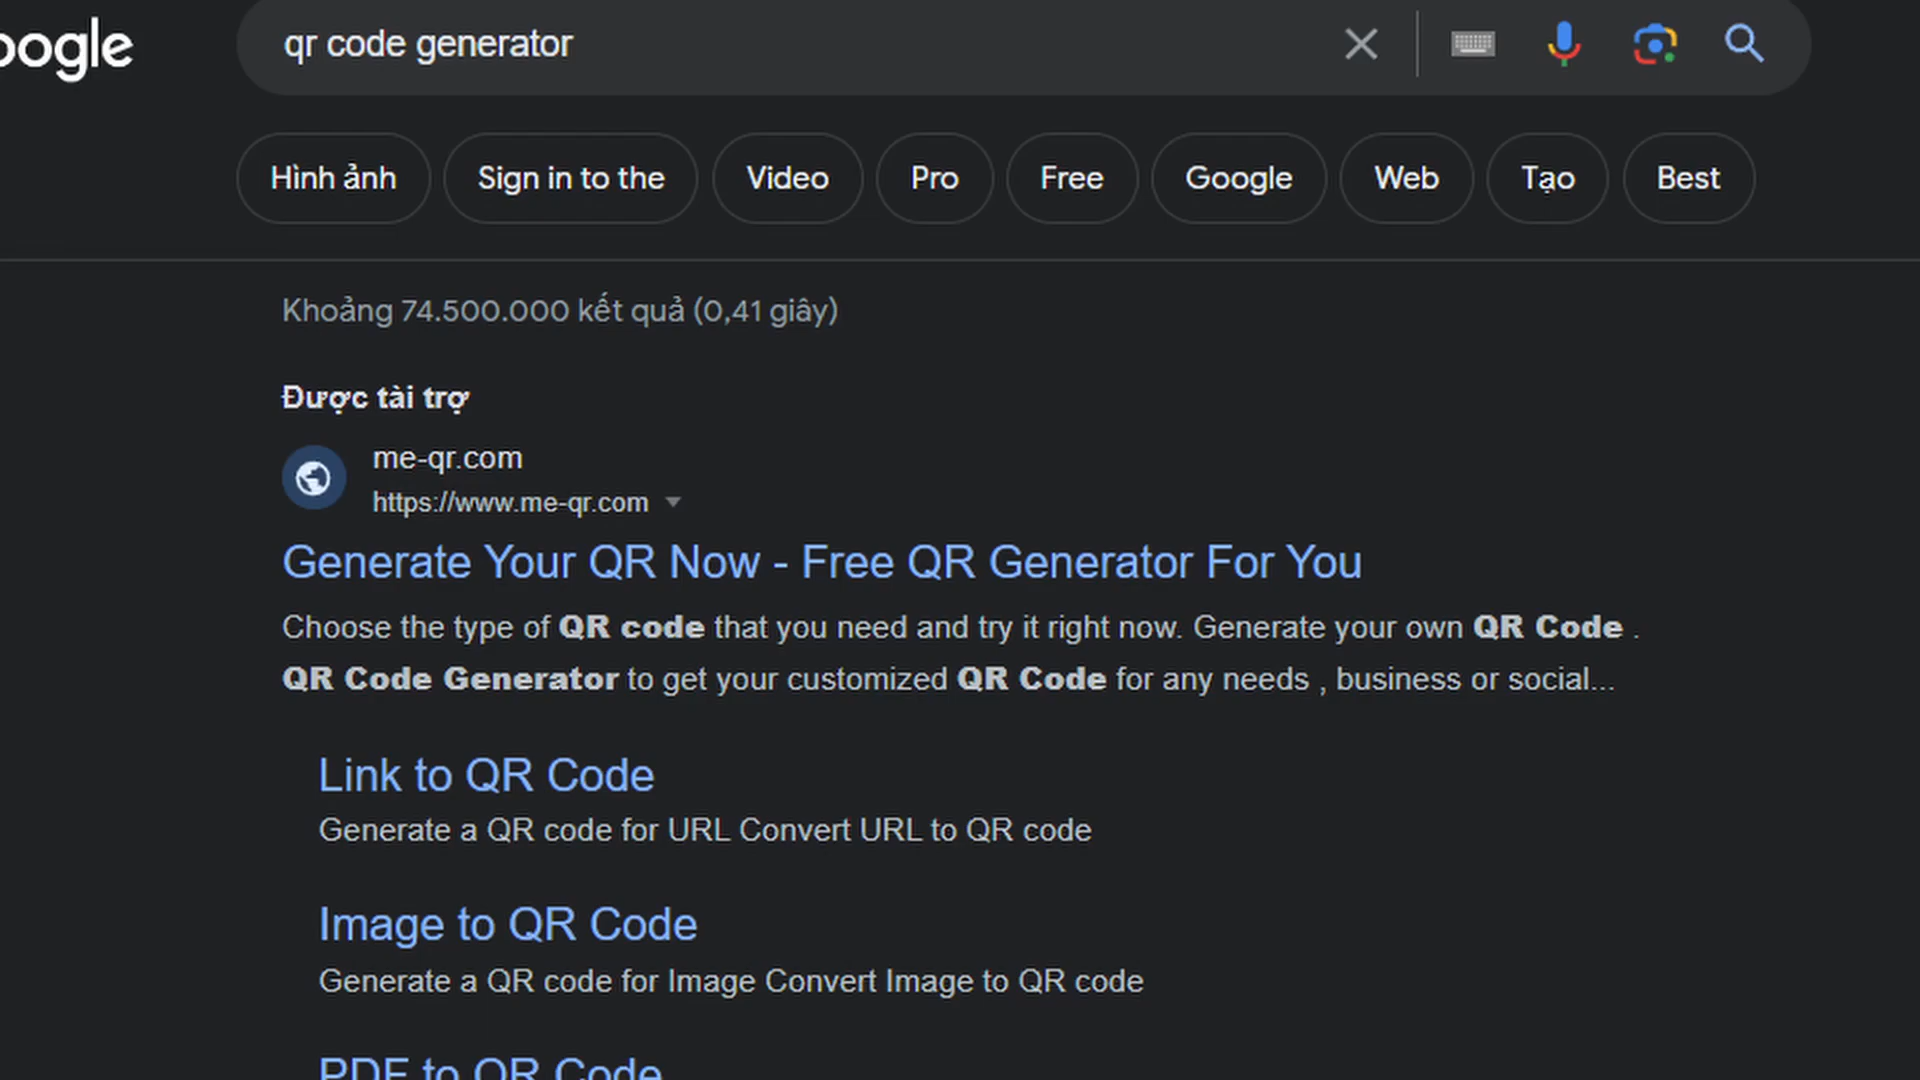 oogle
qr code generator
Hình ảnh Sign in to the Video Pro Free Google Web Tạo Best
Khoảng 74.500.000 kết quả (0,41 giây)
Được tài trợ
me-qr.com
https://www.me-qr.com
Generate Your QR Now - Free QR Generator For You
Choose the type of QR code that you need and try it right now. Generate your own QR Code .
QR Code Generator to get your customized QR Code for any needs , business or social...
Link to QR Code
Generate a QR code for URL Convert URL to QR code
Image to QR Code
Generate a QR code for Image Convert Image to QR code
PDF to QR Code